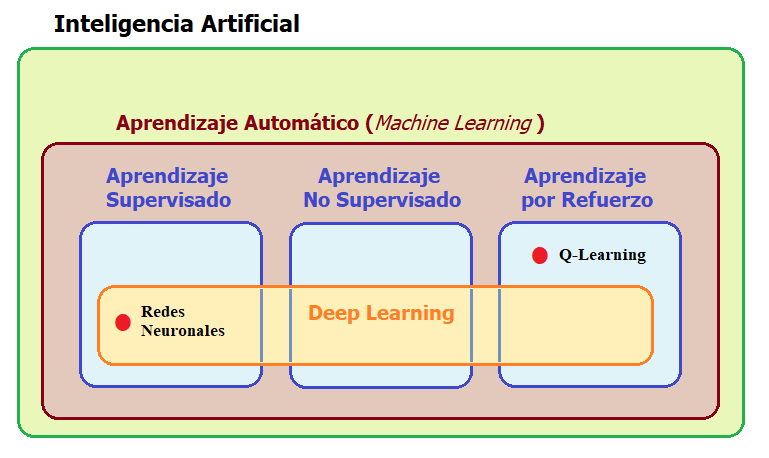 Inteligencia Artificial
Aprendizaje Automático (Machine Learning )
Aprendizaje
Supervisado
Aprendizaje
No Supervisado
Aprendizaje
por Refuerzo
Q-Learning
Redes
Neuronales
Deep Learning